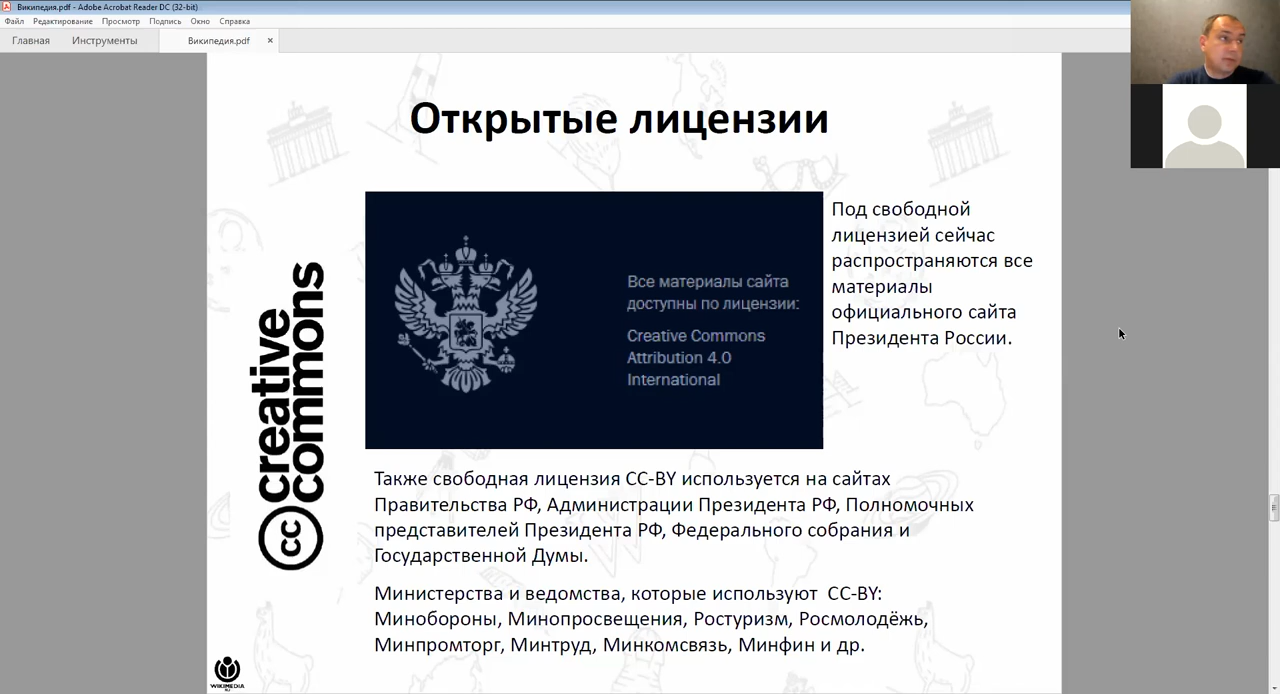 Википедия.pdf - Adobe Acrobat Reader DC (32-bit)
Файл Редактирование Просмотр Подпись Окно Справка
Главная Инструменты Википедия.pdf ×
Открытые лицензии
Все материалы сайта
доступны по лицензии:
Creative Commons
Attribution 4.0
International
Под свободной
лицензией сейчас
распространяются все
материалы
официального сайта
Президента России.
creative
commons
cc
Также свободная лицензия CC-BY используется на сайтах
Правительства РФ, Администрации Президента РФ, Полномочных
представителей Президента РФ, Федерального собрания и
Государственной Думы.
Министерства и ведомства, которые используют CC-BY:
Минобороны, Минопросвещения, Ростуризм, Росмолодёжь,
Минпромторг, Минтруд, Минкомсвязь, Минфин и др.
WIKIMEDIA
RU